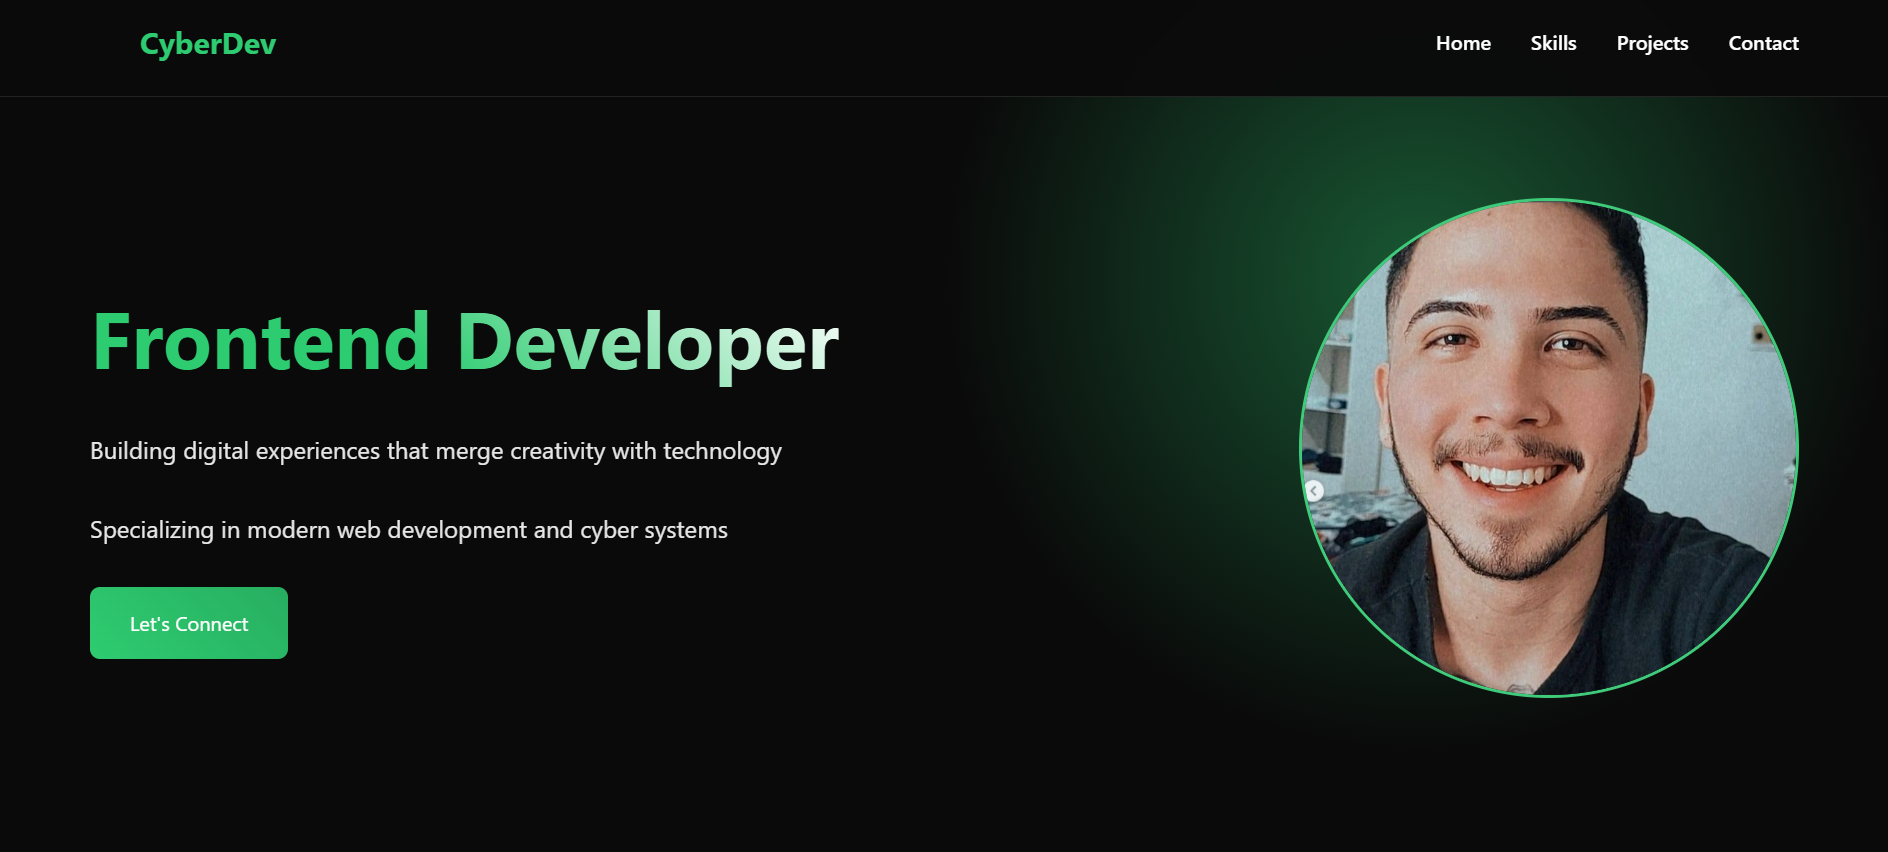 CyberDev
Home Skills Projects Contact
Frontend Developer
Building digital experiences that merge creativity with technology
Specializing in modern web development and cyber systems
Let's Connect